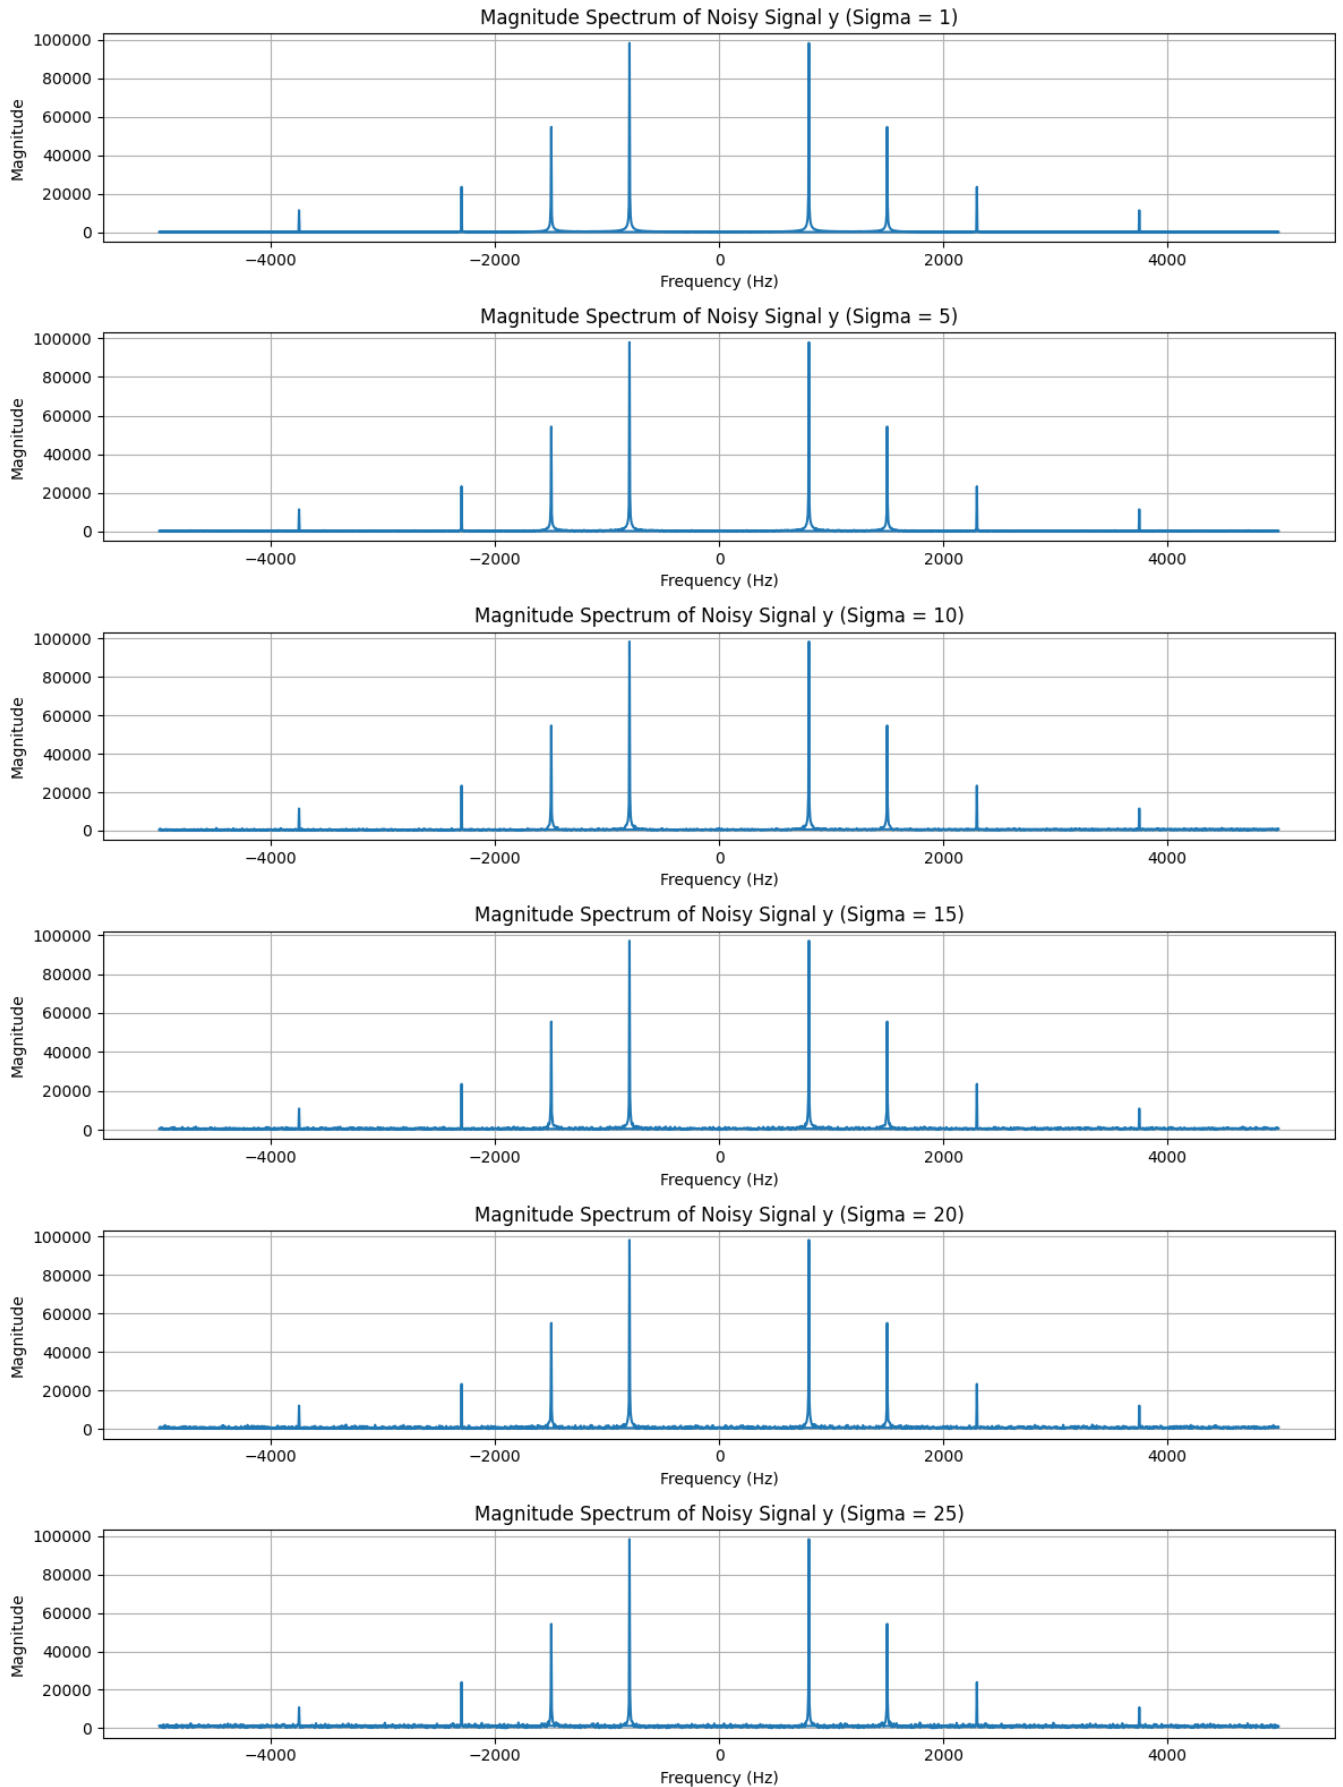 Magnitude Spectrum of Noisy Signal y (Sigma = 1)
100000
80000
60000
40000
20000
0
Magnitude
−4000 −2000 0 2000 4000
Frequency (Hz)
Magnitude Spectrum of Noisy Signal y (Sigma = 5)
100000
80000
60000
40000
20000
0
Magnitude
−4000 −2000 0 2000 4000
Frequency (Hz)
Magnitude Spectrum of Noisy Signal y (Sigma = 10)
100000
80000
60000
40000
20000
0
Magnitude
−4000 −2000 0 2000 4000
Frequency (Hz)
Magnitude Spectrum of Noisy Signal y (Sigma = 15)
100000
80000
60000
40000
20000
0
Magnitude
−4000 −2000 0 2000 4000
Frequency (Hz)
Magnitude Spectrum of Noisy Signal y (Sigma = 20)
100000
80000
60000
40000
20000
0
Magnitude
−4000 −2000 0 2000 4000
Frequency (Hz)
Magnitude Spectrum of Noisy Signal y (Sigma = 25)
100000
80000
60000
40000
20000
0
Magnitude
−4000 −2000 0 2000 4000
Frequency (Hz)